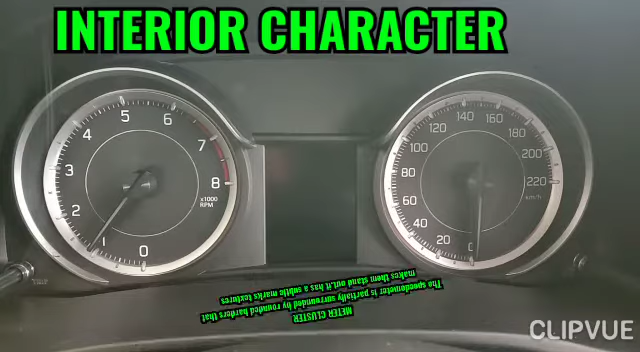 INTERIOR CHARACTER
5
4 6
3 7
2 8
1 0
x1000
RPM
140 160
120 180
100 200
80 220
60 km/h
40
20 0
TRIP
METER CLUSTER
The speedometer is partially surrounded by rounded harders that
makes them stand out.it has a subtle marks textures
CLIPVUE